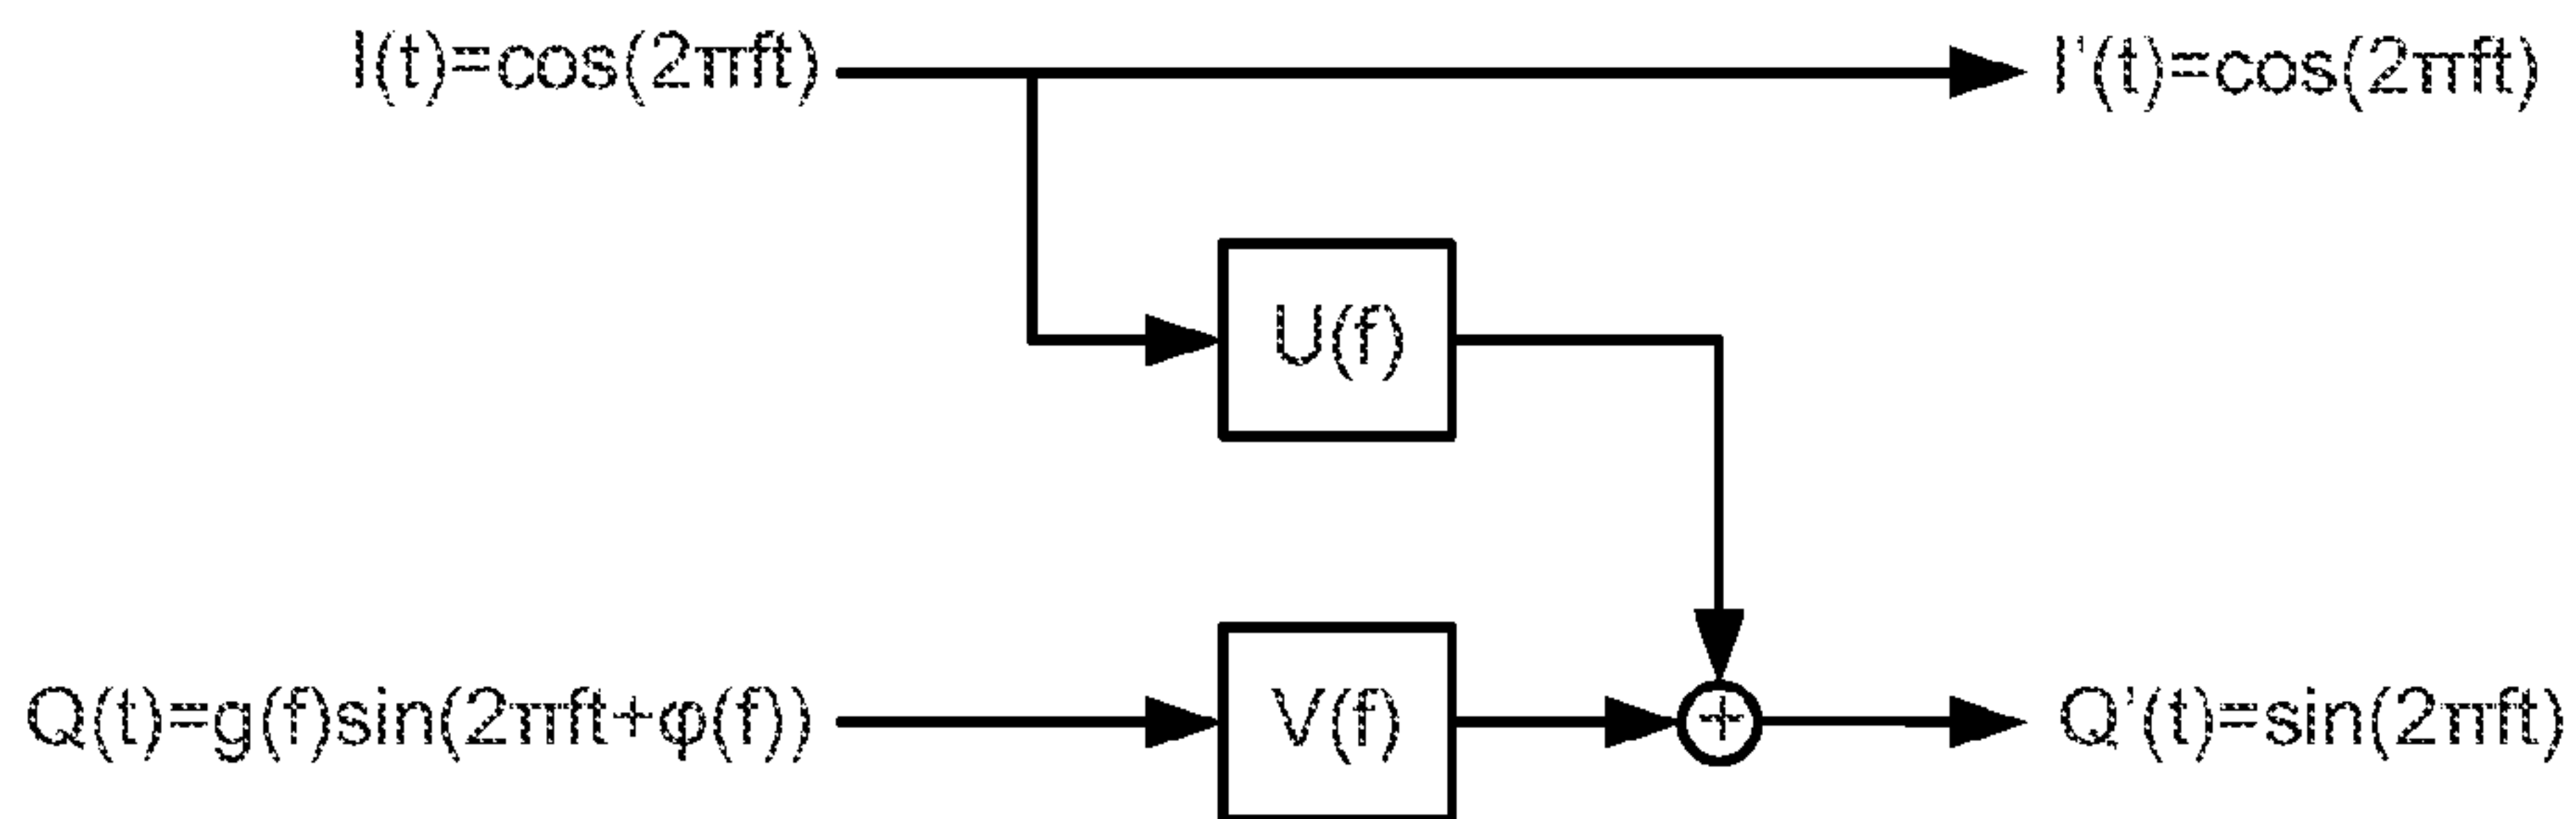 I(t)=cos(2πft)
I'(t)=cos(2πft)
U(f)
Q(t)=g(f)sin(2πft+φ(f))
V(f)
+
Q'(t)=sin(2πft)